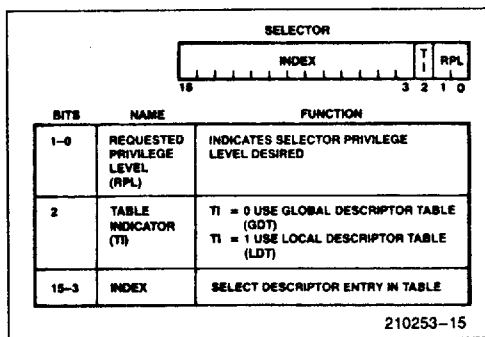 SELECTOR
INDEX
TI
RPL
15 3 2 1 0
BITS NAME FUNCTION
1–0 REQUESTED PRIVILEGE LEVEL (RPL) INDICATES SELECTOR PRIVILEGE LEVEL DESIRED
2 TABLE INDICATOR (TI) TI = 0 USE GLOBAL DESCRIPTOR TABLE (GDT)
TI = 1 USE LOCAL DESCRIPTOR TABLE (LDT)
15–3 INDEX SELECT DESCRIPTOR ENTRY IN TABLE
210253–15